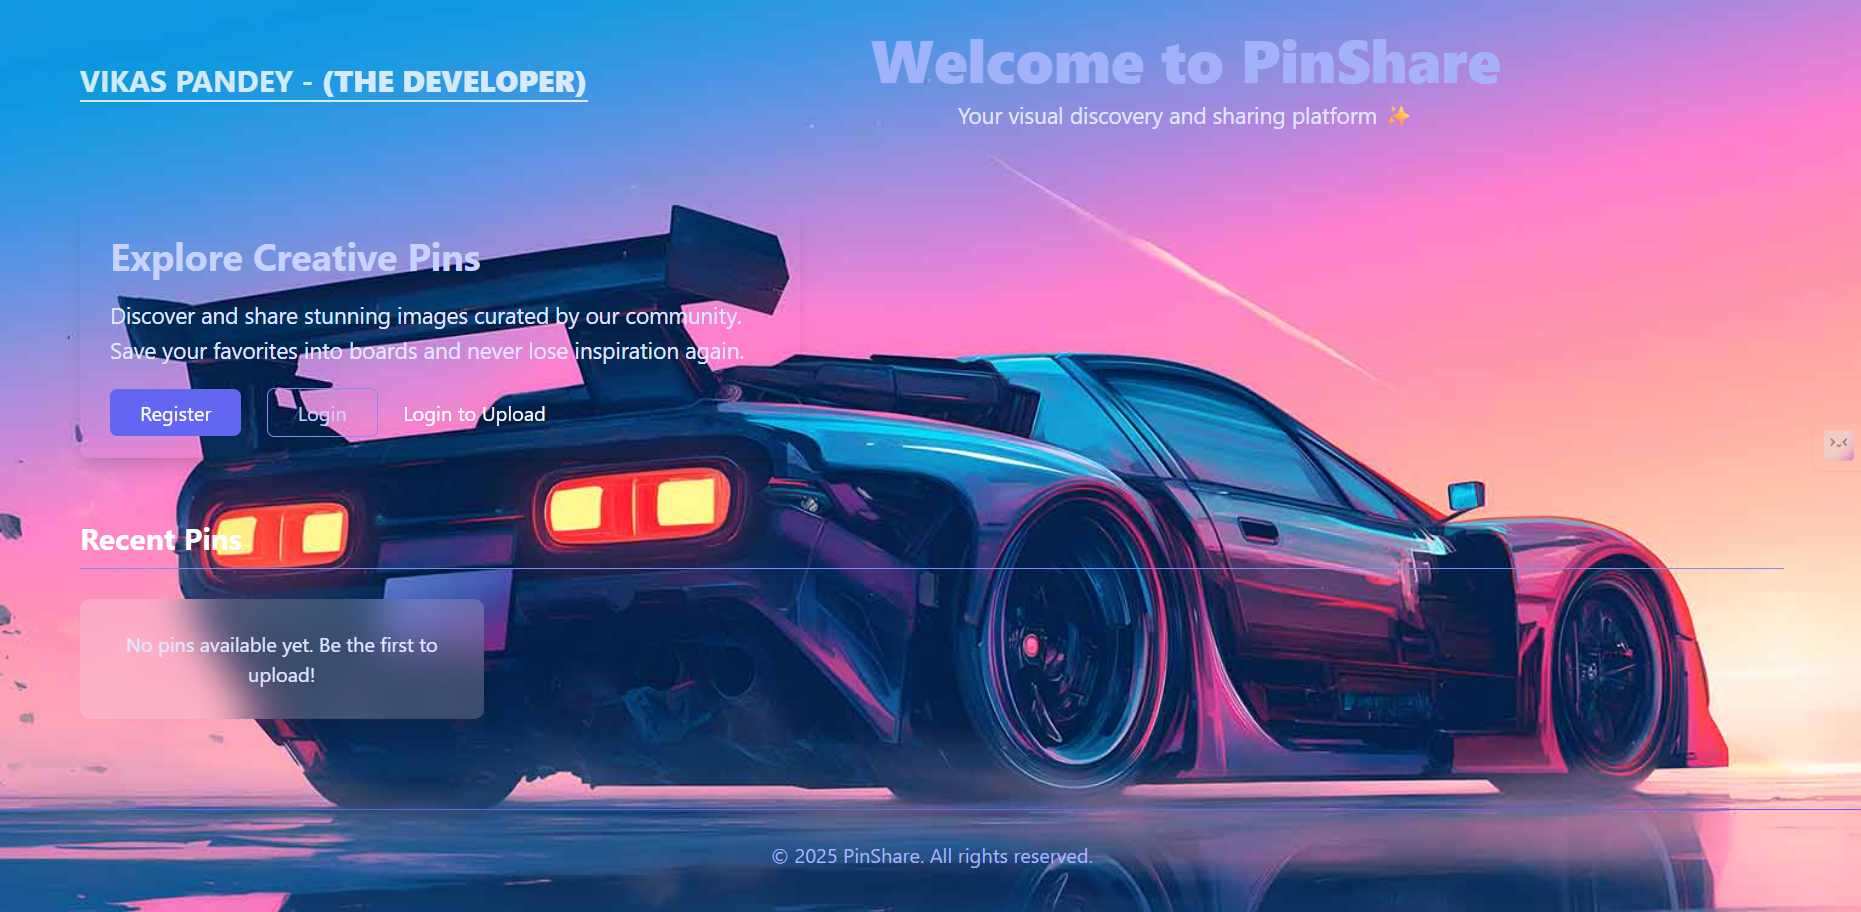 VIKAS PANDEY - (THE DEVELOPER)
Welcome to PinShare
Your visual discovery and sharing platform ✨
Explore Creative Pins
Discover and share stunning images curated by our community.
Save your favorites into boards and never lose inspiration again.
Register
Login
Login to Upload
Recent Pins
No pins available yet. Be the first to
upload!
© 2025 PinShare. All rights reserved.